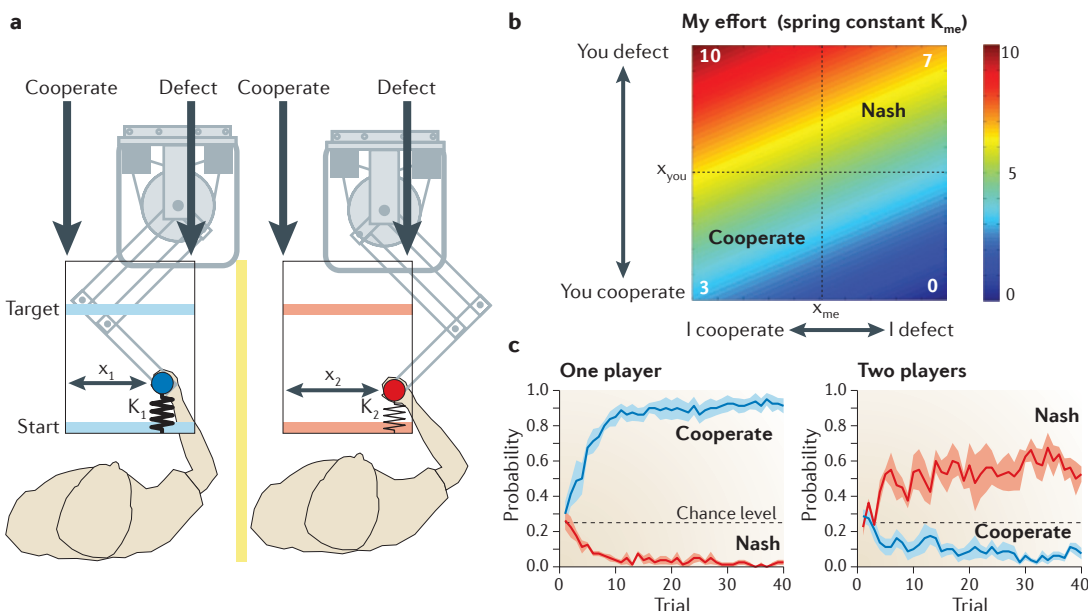 a
Cooperate Defect Cooperate Defect
Target
Start
x1
K1
x2
K2
b
My effort (spring constant Kme)
You defect
xyou
You cooperate
10 7
Nash
Cooperate
3 0
xme
I cooperate I defect
10
5
0
c
One player
Probability
1.0
0.8
0.6
0.4
0.2
0.0
Cooperate
Chance level
Nash
0 10 20 30 40
Trial
Two players
Probability
1.0
0.8
0.6
0.4
0.2
0.0
Nash
Cooperate
0 10 20 30 40
Trial